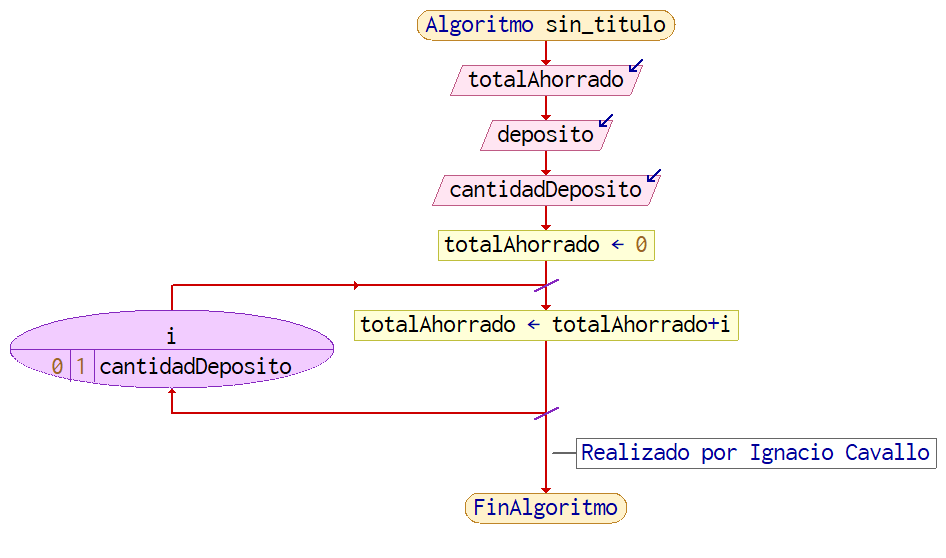 Algoritmo sin_titulo
totalAhorrado
deposito
cantidadDeposito
totalAhorrado ← 0
totalAhorrado ← totalAhorrado+i
i
0 1 cantidadDeposito
Realizado por Ignacio Cavallo
FinAlgoritmo